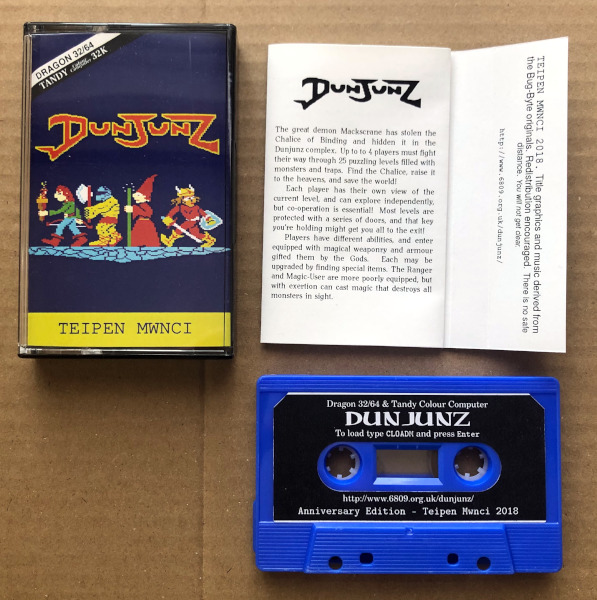 DRAGON 32/64
TANDY 32K
DUNJUNZ
TEIPEN MWNCI
DUNJUNZ
The great demon Mackscrane has stolen the
Chalice of Binding and hidden it in the
Dunjunz complex. Up to to 4 players must fight
their way through 25 puzzling levels filled with
monsters and traps. Find the Chalice, raise it
to the heavens, and save the world!
Each player has their own view of the
current level, and can explore independently,
but co-operation is essential! Most levels are
protected with a series of doors, and that key
you're holding might get you all to the exit!
Players have different abilities, and enter
equipped with magical weaponry and armour
gifted them by the Gods. Each may be
upgraded by finding special items. The Ranger
and Magic-User are more poorly equipped, but
with exertion can cast magic that destroys all
monsters in sight.
TEIPEN MWNCI 2018. Title graphics and music derived from
the Bug-Byte originals. Redistribution encouraged. There is no safe
distance. You will not get clear.
http://www.6809.org.uk/dunjunz/
Dragon 32/64 & Tandy Colour Computer
DUNJUNZ
To load type CLOADM and press Enter
http://www.6809.org.uk/dunjunz/
Anniversary Edition - Teipen Mwnci 2018